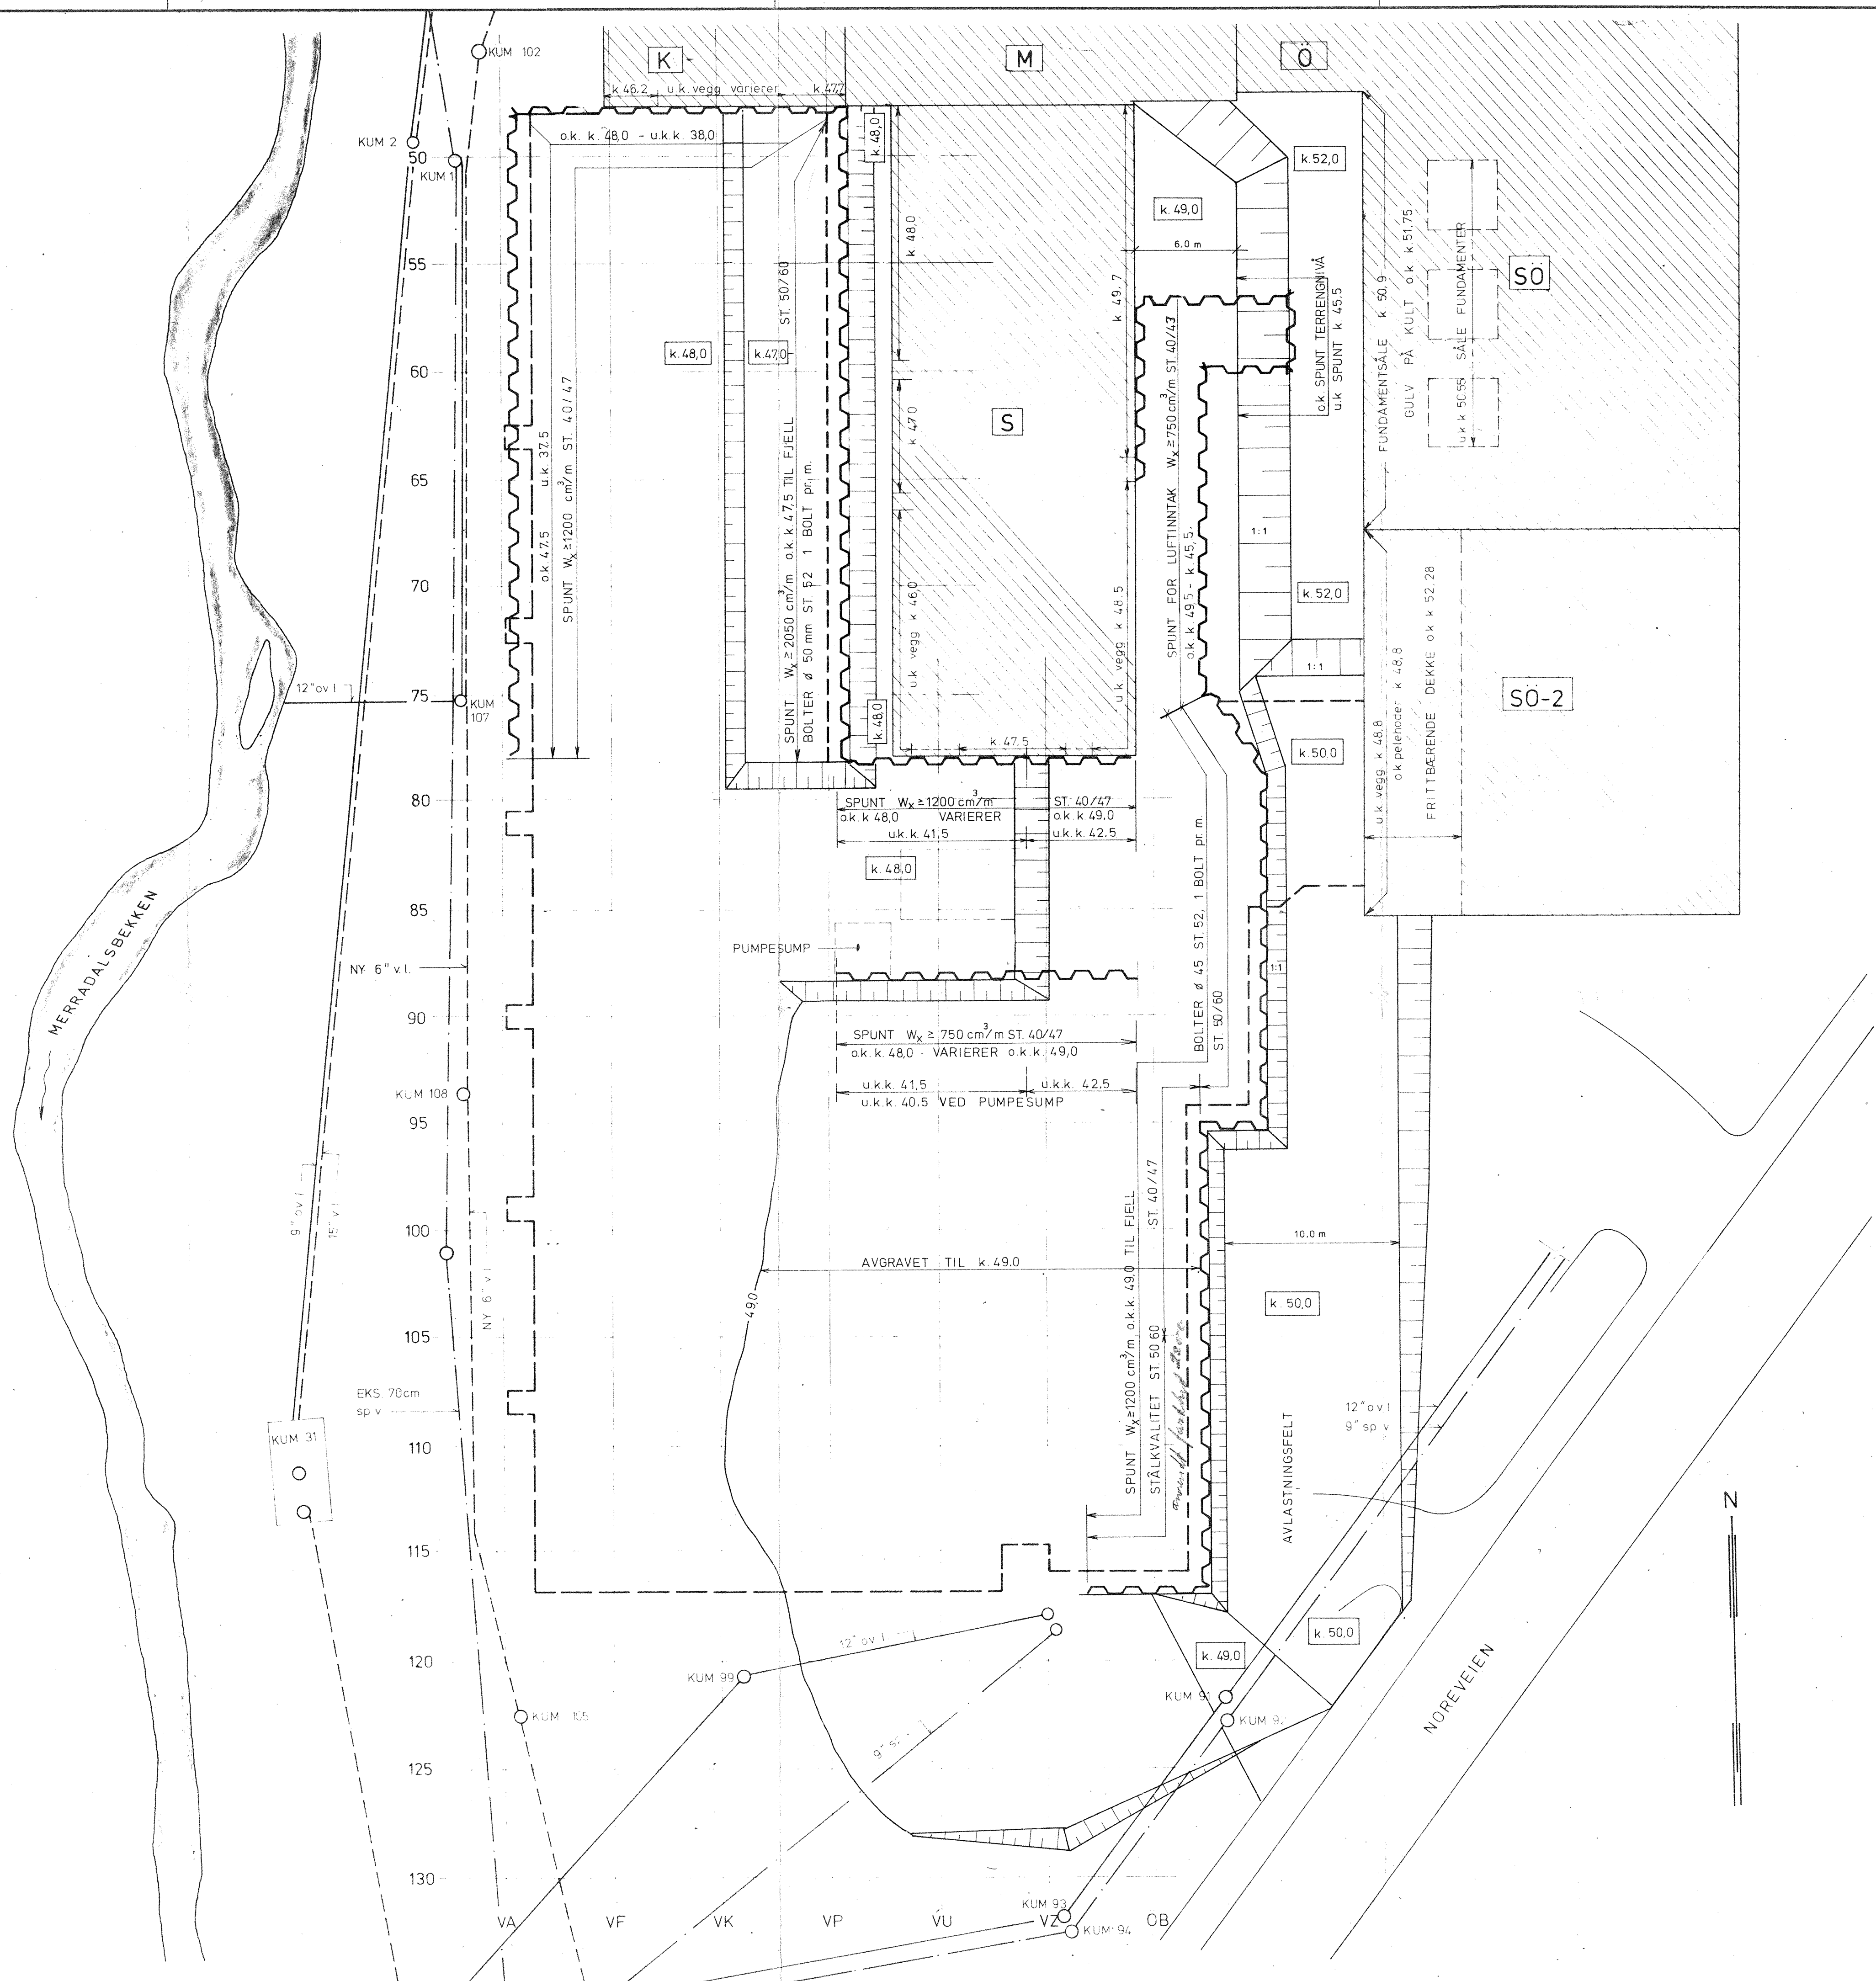 K
M
Ö
KUM 102
k.46.2 u.k. vegg varierer k.47,7
KUM 2
KUM 1
o.k. k. 48,0 - u.k.k. 38,0
k. 48,0
k. 52,0
k. 49,0
6.0 m
k. 48,0
k 49.7
o.k. SPUNT TERRENGNIVÅ
u.k SPUNT k. 45.5
FUNDAMENTSÅLE k 50,9
GULV PÅ KULT o.k k 51,75
u.k k 50.55 SÅLE FUNDAMENTER
SÖ
50
55
60
65
70
75
80
85
90
95
100
105
110
115
120
125
130
k. 48,0
k. 47,0
S
k 47.0
u.k vegg k 46,0
u.k vegg k 48.5
k. 47.5
k. 48,0
o.k. 47.5 u.k. 37.5
SPUNT Wx ≥ 1200 cm³/m ST. 40/47
SPUNT Wx ≥ 2050 cm³/m o.k. k. 47,5 TIL FJELL ST. 50/60
BOLTER ø 50 mm ST. 52 1 BOLT pr. m.
SPUNT FOR LUFTINNTAK Wx ≥ 750 cm³/m ST. 40/43
o.k. k 49,5 - k. 45,5.
1:1
k. 52,0
1:1
k. 50,0
u.k vegg k 48,8
o.k.pelehoder k 48,8
FRITTBÆRENDE DEKKE ok k 52.28
SÖ-2
12" ov l
KUM
107
SPUNT Wx ≥ 1200 cm³/m ST. 40/47
o.k. k 48,0 VARIERER o.k.k. 49.0
u.k.k. 41,5 u.k.k. 42.5
k. 48,0
PUMPESUMP
MERRADALSBEKKEN
NY 6" v.l.
KUM 108
SPUNT Wx ≥ 750 cm³/m ST. 40/47
o.k.k. 48,0 - VARIERER o.k.k. 49,0
u.k.k. 41,5 u.k.k. 42.5
u.k.k. 40.5 VED PUMPESUMP
BOLTER ø 45 ST. 52, 1 BOLT pr. m.
ST. 50/60
1:1
9" ov l
15" v l
NY 6" v l
AVGRAVET TIL k. 49.0
49,0
10.0 m
k. 50,0
SPUNT Wx ≥ 1200 cm³/m o.k.k. 49,0 TIL FJELL
ST. 40/47
STÅLKVALITET ST. 50 60
AVLASTNINGSFELT
EKS 70cm
sp v
KUM 31
12" ov l
9" sp v
N
k. 50,0
k. 49,0
12" ov l
KUM 99
KUM 105
KUM 91
KUM 92
NOREVEIEN
KUM 93
KUM 94
VA
VF
VK
VP
VU
VZ
OB